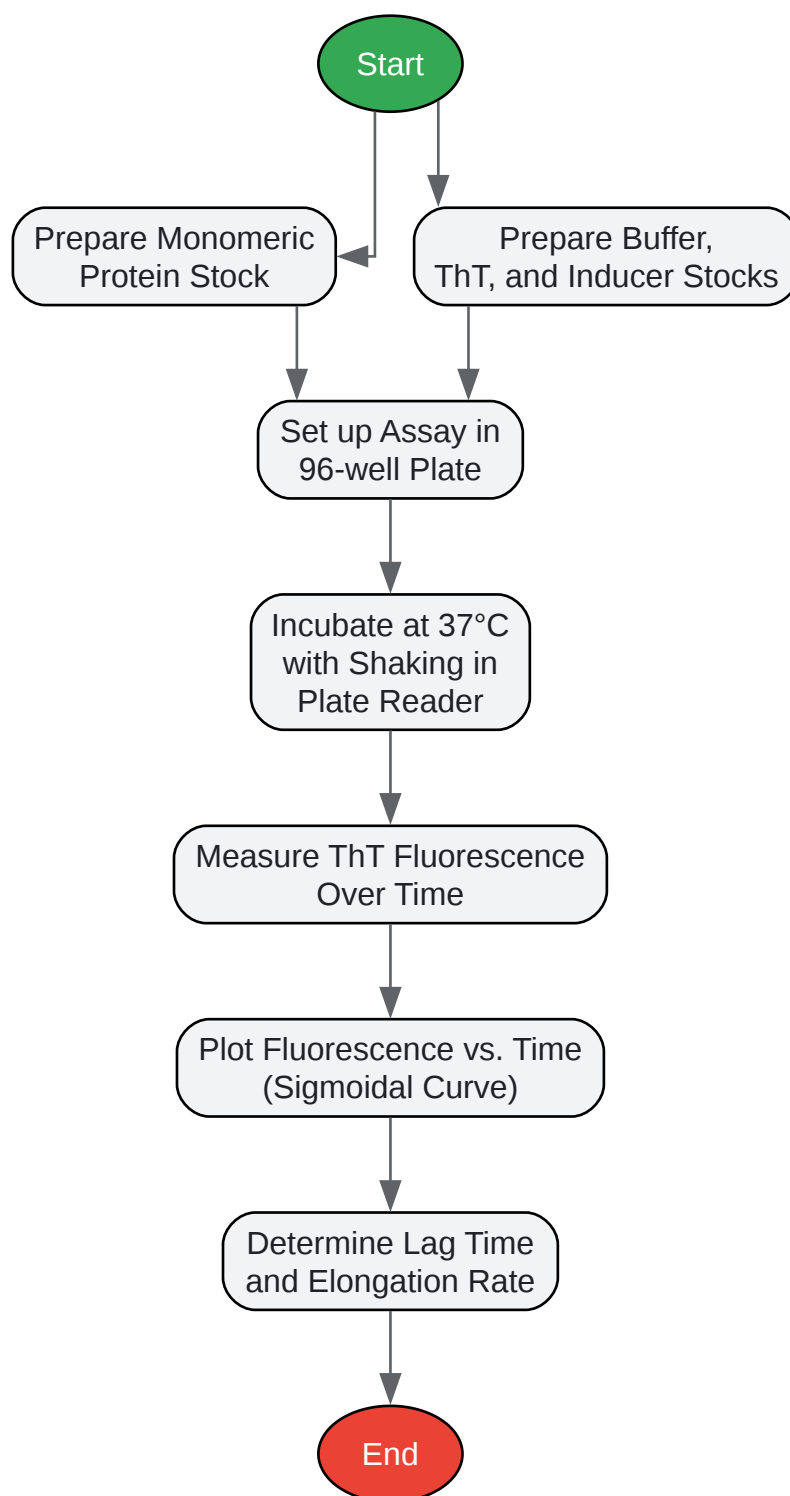 Start
Prepare Monomeric
Protein Stock
Prepare Buffer,
ThT, and Inducer Stocks
Set up Assay in
96-well Plate
Incubate at 37°C
with Shaking in
Plate Reader
Measure ThT Fluorescence
Over Time
Plot Fluorescence vs. Time
(Sigmoidal Curve)
Determine Lag Time
and Elongation Rate
End